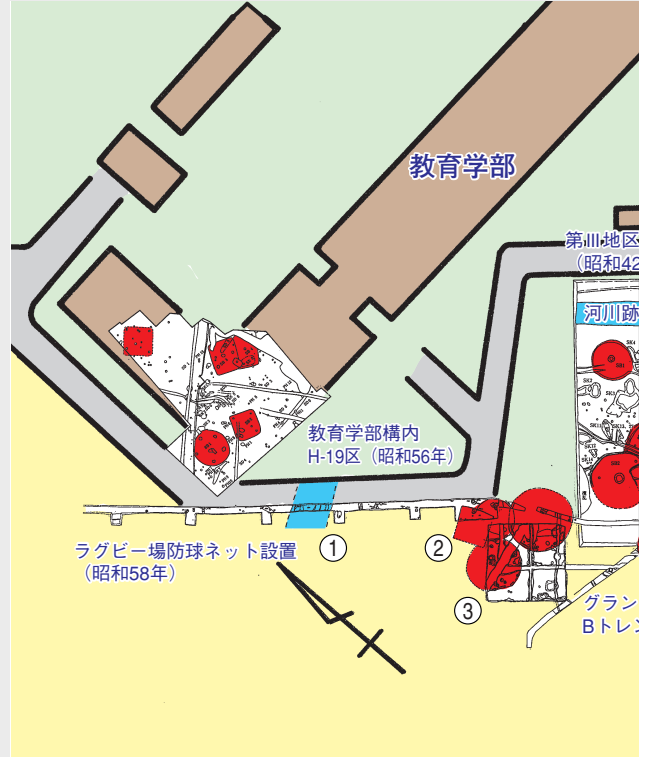 教育学部
第Ⅲ地区
（昭和42
河川跡
教育学部構内
H-19区（昭和56年）
ラグビー場防球ネット設置
（昭和58年）
①
②
③
グラン
Bトレン